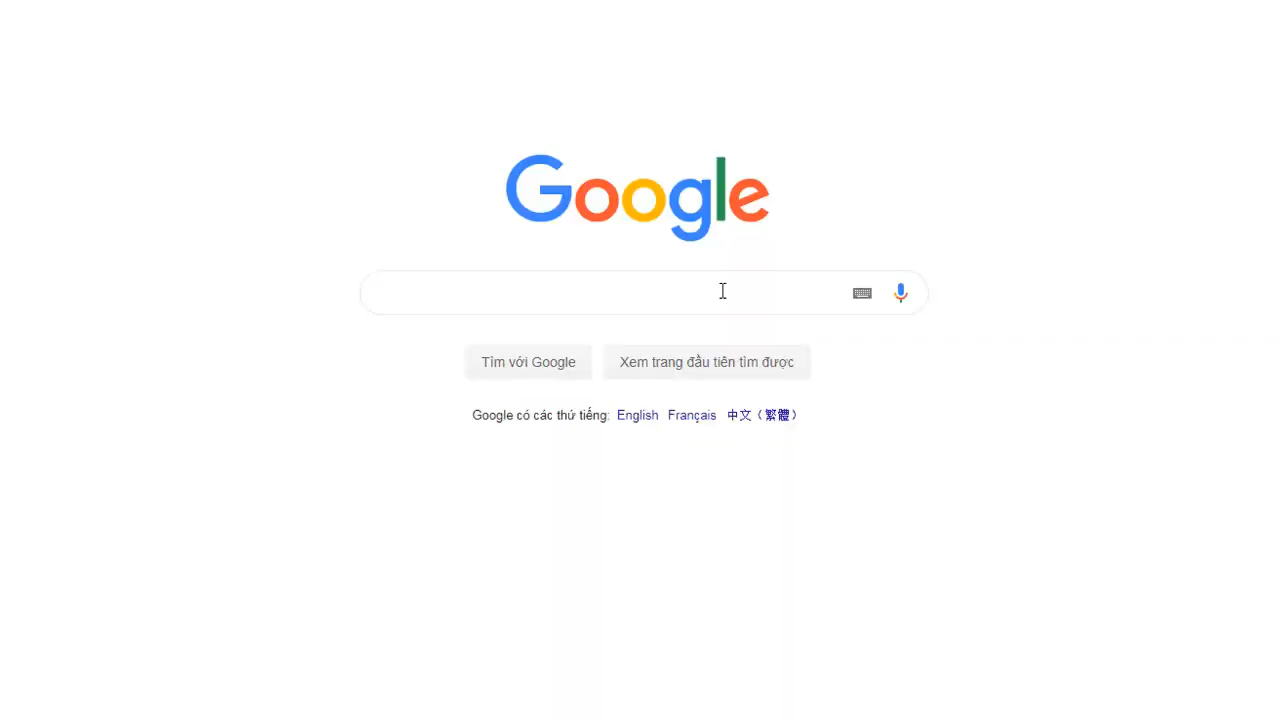 Google
Tìm với Google
Xem trang đầu tiên tìm được
Google có các thứ tiếng: English Français 中文（繁體）